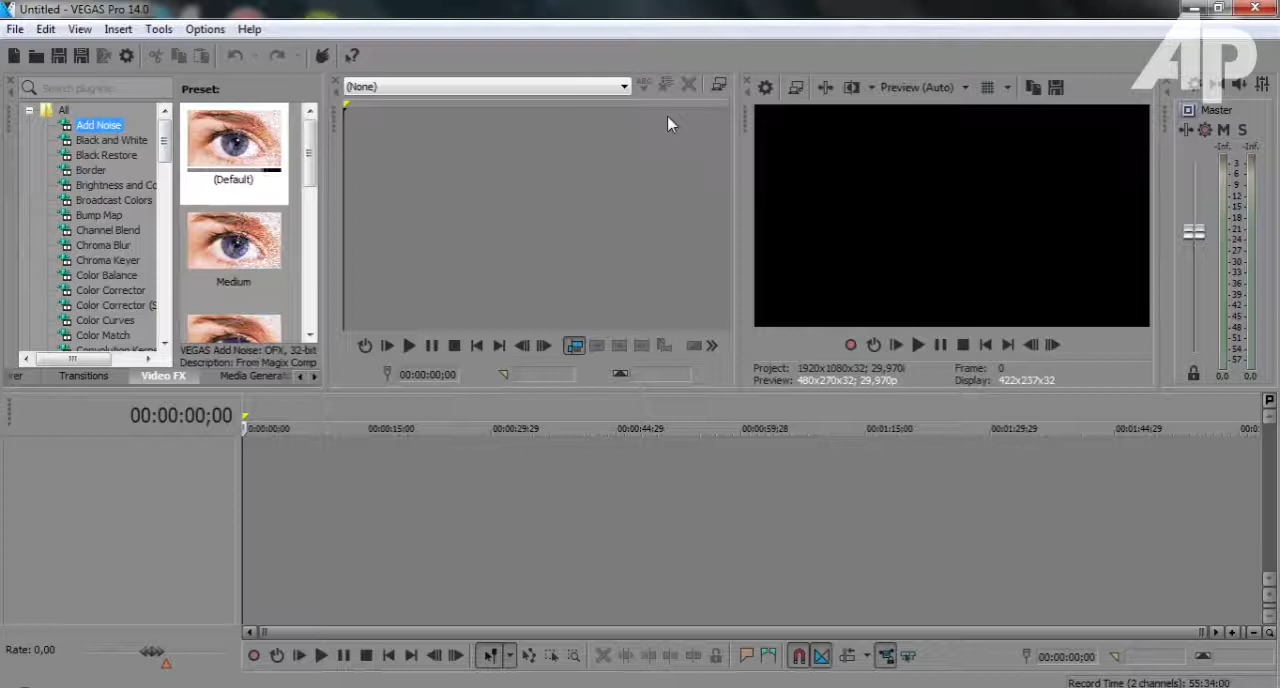 Untitled - VEGAS Pro 14.0
File Edit View Insert Tools Options Help
AP
Search plug-ins...
Preset:
(None)
Preview (Auto)
All
Add Noise
Black and White
Black Restore
Border
Brightness and Co
Broadcast Colors
Bump Map
Channel Blend
Chroma Blur
Chroma Keyer
Color Balance
Color Corrector
Color Corrector (S
Color Curves
Color Match
Convolution Kerne
(Default)
Medium
VEGAS Add Noise: OFX, 32-bit
Description: From Magix Comp
rer Transitions Video FX Media Generat
00:00:00;00
Project: 1920x1080x32; 29,970i
Preview: 480x270x32; 29,970p
Frame: 0
Display: 422x237x32
Master
M S
-Inf. -Inf.
3
6
9
12
15
18
21
24
27
30
33
36
39
42
45
48
51
54
57
0,0 0,0
00:00:00;00
0:00:00;00 00:00:15;00 00:00:29;29 00:00:44;29 00:00:59;28 00:01:15;00 00:01:29;29 00:01:44;29 00:0
Rate: 0,00
00:00:00;00
Record Time (2 channels): 55:34:00